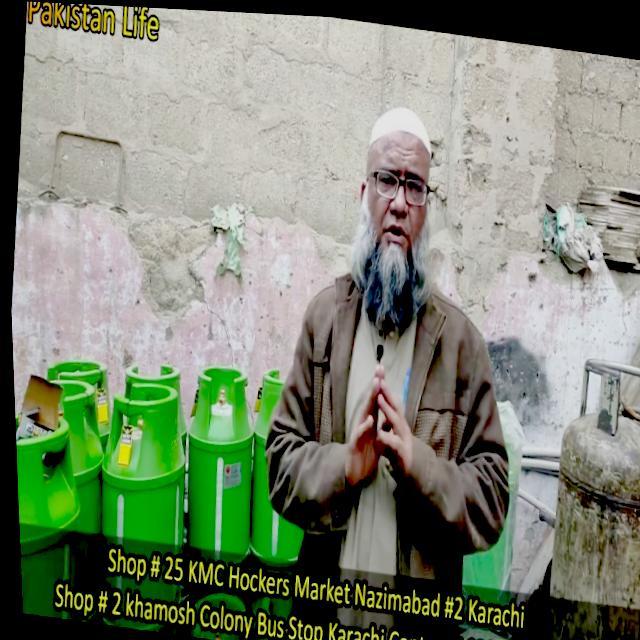 Pakistan Life
Shop # 25 KMC Hockers Market Nazimabad #2 Karachi
Shop # 2 khamosh Colony Bus Stop Karachi